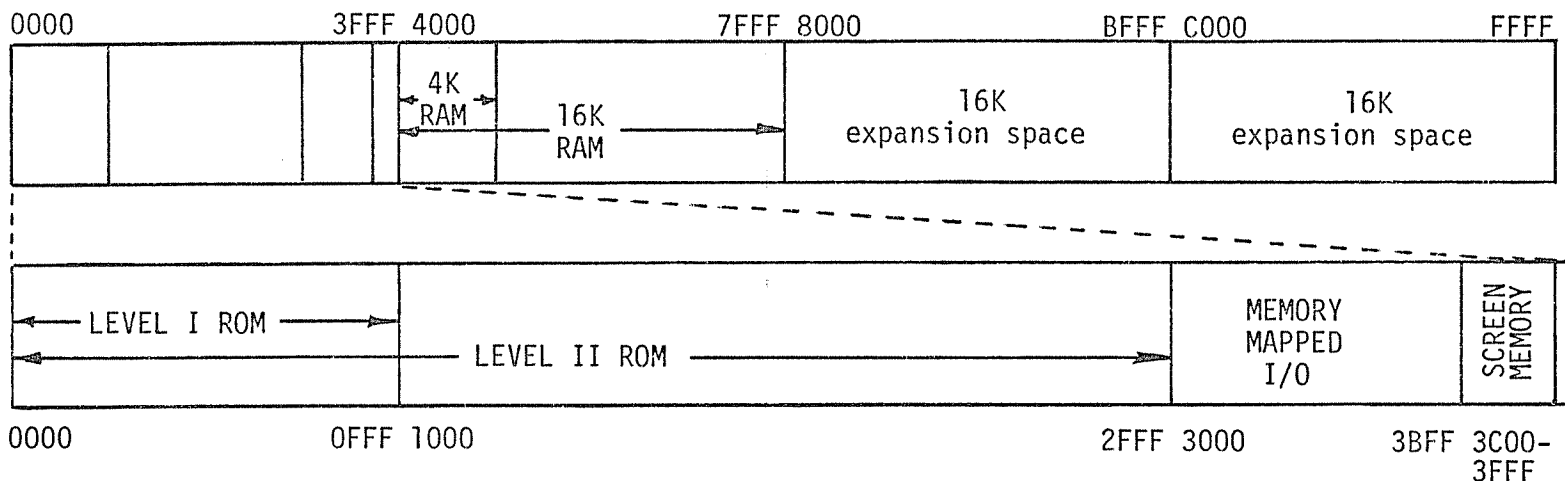 0000 3FFF 4000 7FFF 8000 BFFF C000 FFFF
4K
RAM
16K
RAM
16K
expansion space
16K
expansion space
LEVEL I ROM
LEVEL II ROM
MEMORY
MAPPED
I/O
SCREEN
MEMORY
0000 0FFF 1000 2FFF 3000 3BFF 3C00-
3FFF